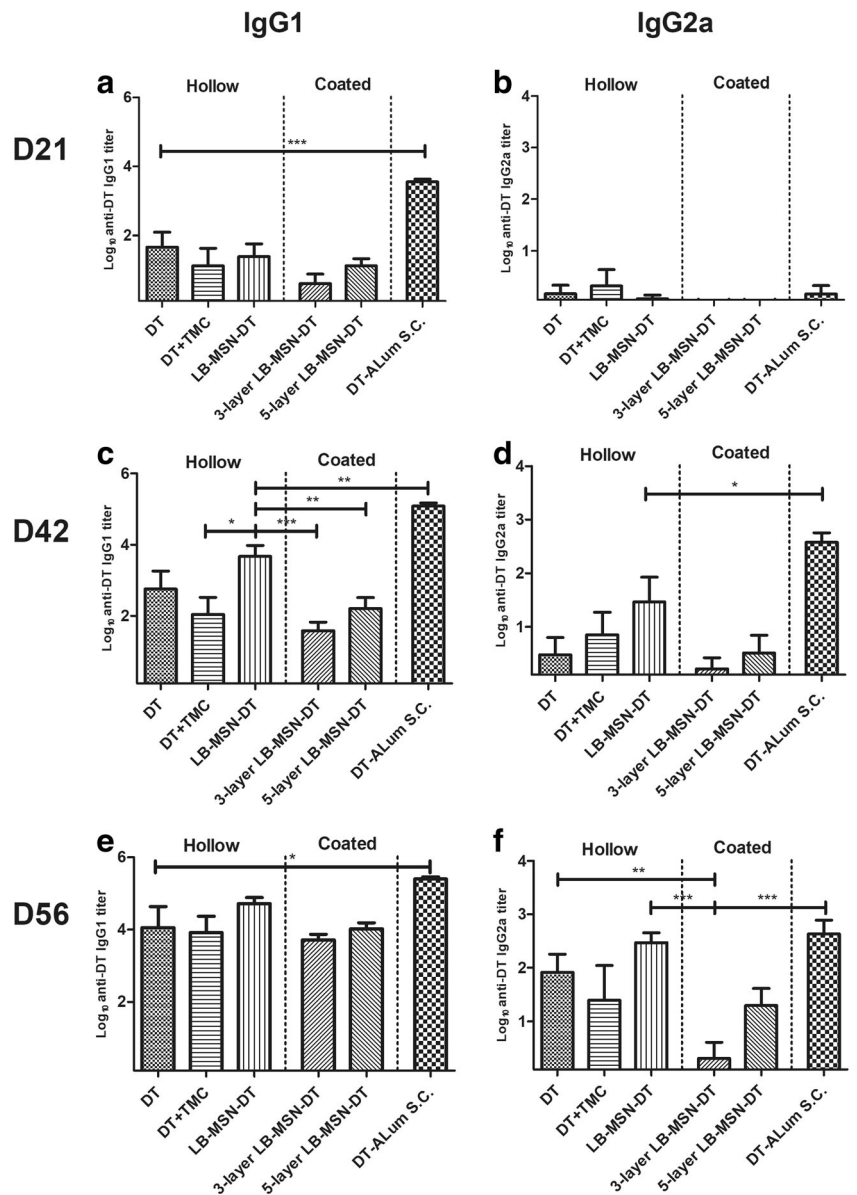 IgG1 IgG2a
D21
a
Hollow Coated
Log₁₀ anti-DT IgG1 titer
6
4
2
***
DT
DT+TMC
LB-MSN-DT
3-layer LB-MSN-DT
5-layer LB-MSN-DT
DT-ALum S.C.
b
Hollow Coated
Log₁₀ anti-DT IgG2a titer
4
3
2
1
DT
DT+TMC
LB-MSN-DT
3-layer LB-MSN-DT
5-layer LB-MSN-DT
DT-ALum S.C.
D42
c
Hollow Coated
Log₁₀ anti-DT IgG1 titer
6
4
2
**
**
* ***
DT
DT+TMC
LB-MSN-DT
3-layer LB-MSN-DT
5-layer LB-MSN-DT
DT-ALum S.C.
d
Hollow Coated
Log₁₀ anti-DT IgG2a titer
4
3
2
1
*
DT
DT+TMC
LB-MSN-DT
3-layer LB-MSN-DT
5-layer LB-MSN-DT
DT-ALum S.C.
D56
e
Hollow Coated
Log₁₀ anti-DT IgG1 titer
6
4
2
*
DT
DT+TMC
LB-MSN-DT
3-layer LB-MSN-DT
5-layer LB-MSN-DT
DT-ALum S.C.
f
Hollow Coated
Log₁₀ anti-DT IgG2a titer
4
3
2
1
**
*** ***
DT
DT+TMC
LB-MSN-DT
3-layer LB-MSN-DT
5-layer LB-MSN-DT
DT-ALum S.C.